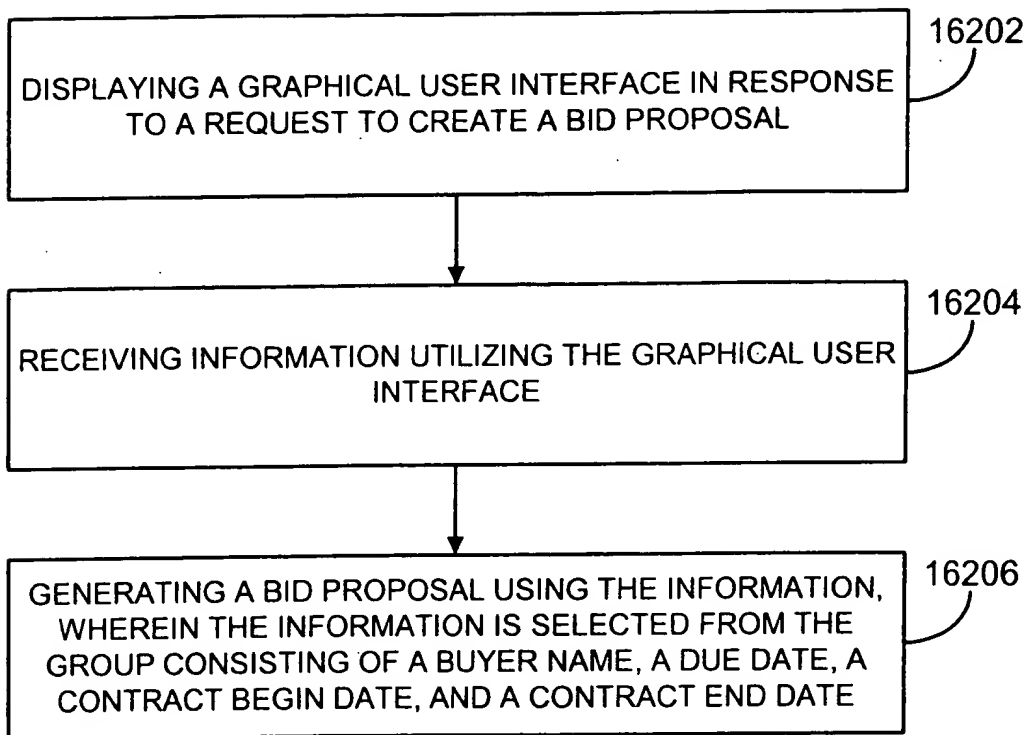 16202
DISPLAYING A GRAPHICAL USER INTERFACE IN RESPONSE
TO A REQUEST TO CREATE A BID PROPOSAL
16204
RECEIVING INFORMATION UTILIZING THE GRAPHICAL USER
INTERFACE
16206
GENERATING A BID PROPOSAL USING THE INFORMATION,
WHEREIN THE INFORMATION IS SELECTED FROM THE
GROUP CONSISTING OF A BUYER NAME, A DUE DATE, A
CONTRACT BEGIN DATE, AND A CONTRACT END DATE